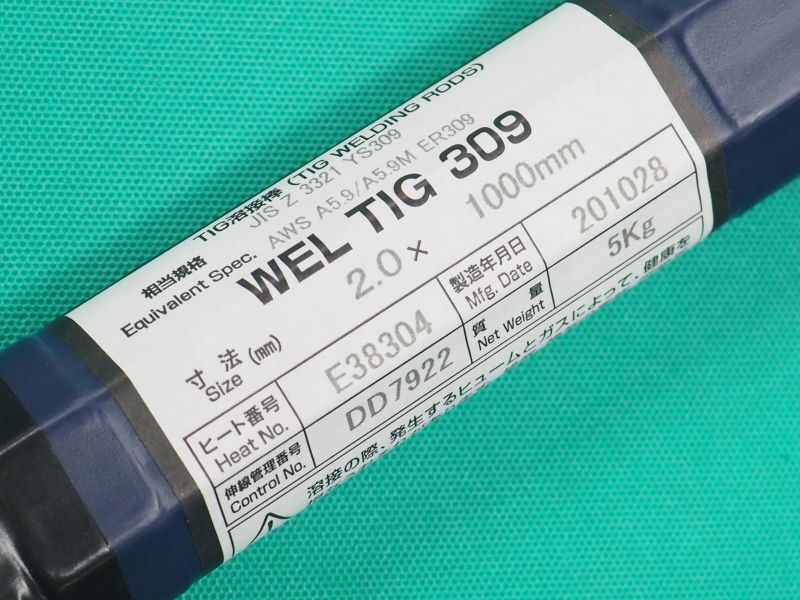 TIG溶接棒 (TIG WELDING RODS)
相当規格 JIS Z 3321 YS309
Equivalent Spec. AWS A5.9/A5.9M ER309
WEL TIG 309
寸法 (mm)
Size
2.0 × 1000mm
ヒート番号
Heat No.
E38304
製造年月日
Mfg. Date
201028
伸線管理番号
Control No.
DD7922
質量
Net Weight
5Kg
溶接の際、発生するヒュームとガスによって、健康を